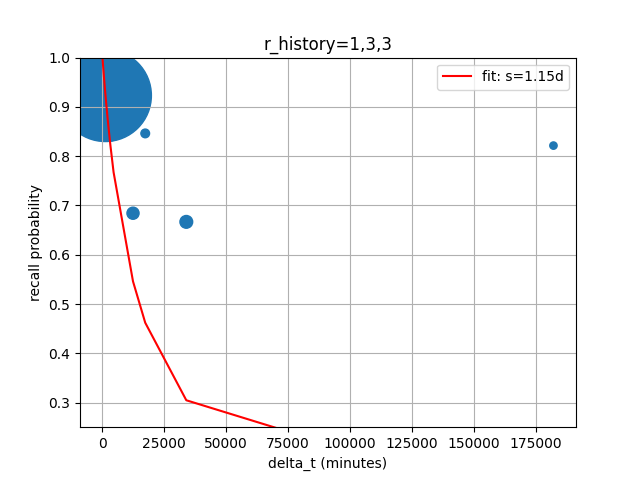 r_history=1,3,3
fit: s=1.15d
1.0
0.9
0.8
0.7
0.6
0.5
0.4
0.3
recall probability
0 25000 50000 75000 100000 125000 150000 175000
delta_t (minutes)